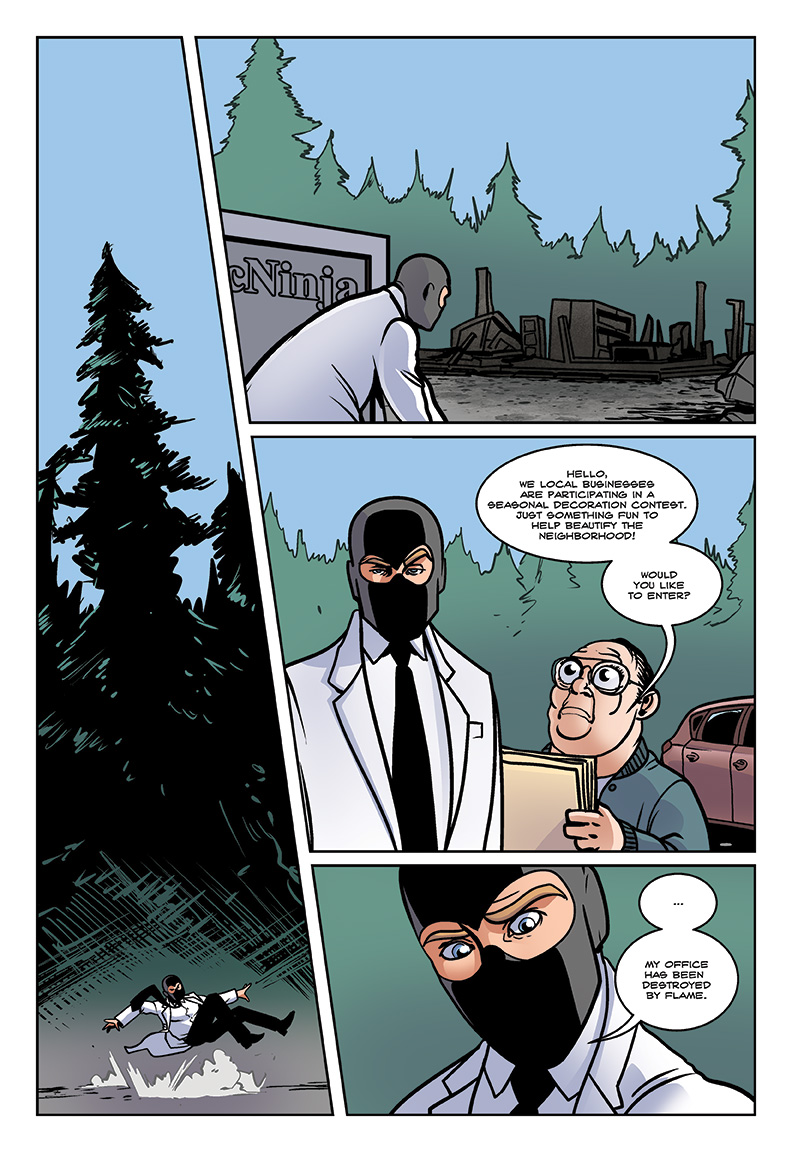 cNinja
HELLO,
WE LOCAL BUSINESSES
ARE PARTICIPATING IN A
SEASONAL DECORATION CONTEST.
JUST SOMETHING FUN TO
HELP BEAUTIFY THE
NEIGHBORHOOD!
WOULD
YOU LIKE
TO ENTER?
...
MY OFFICE
HAS BEEN
DESTROYED
BY FLAME.